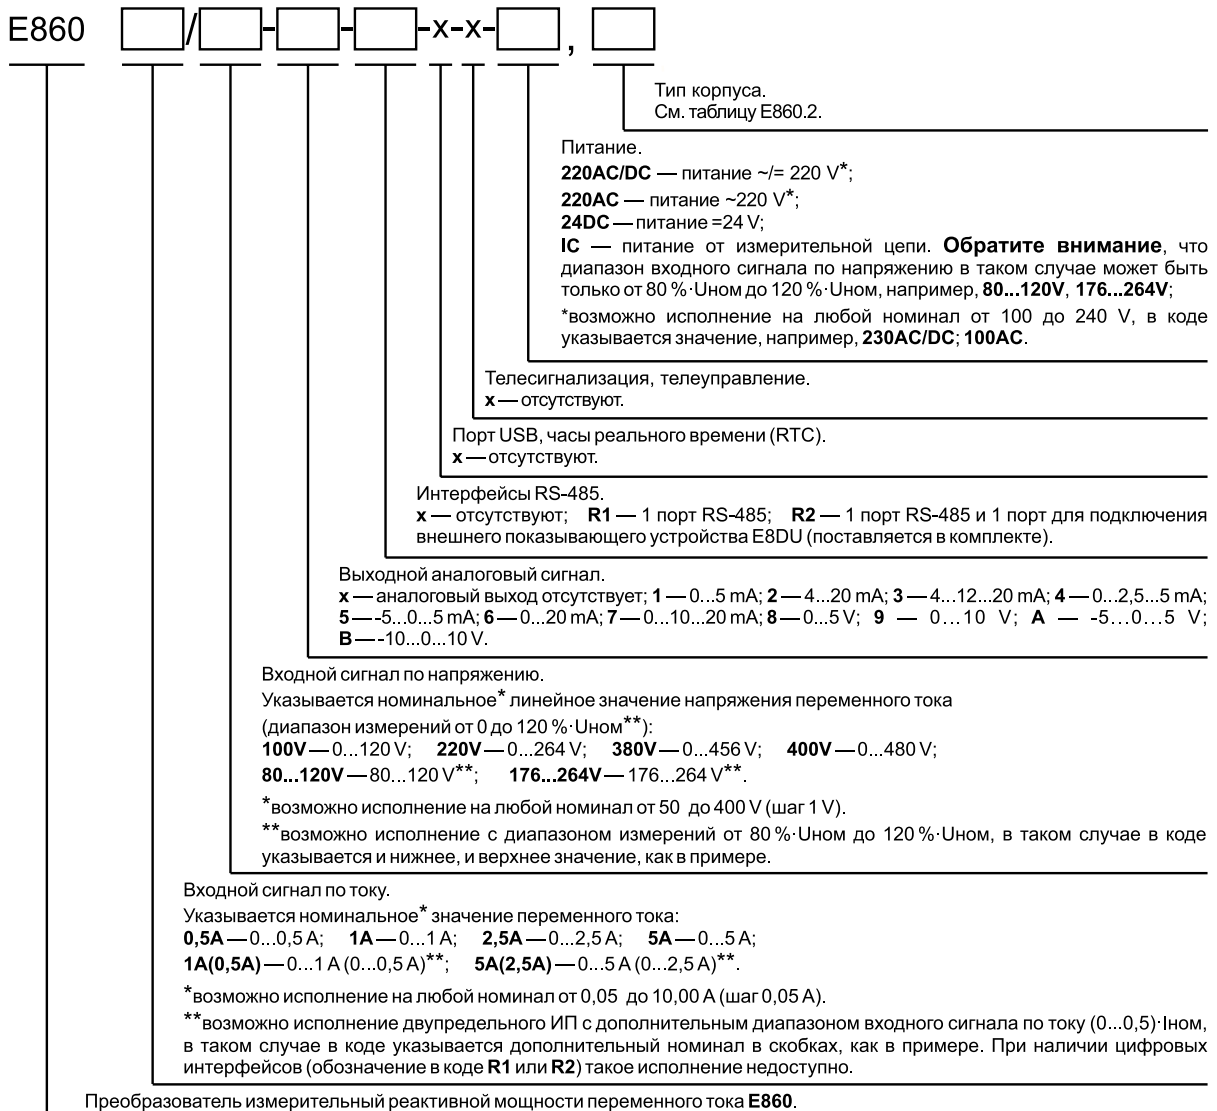 E860 / - - -x-x- ,
Тип корпуса.
См. таблицу E860.2.
Питание.
220AC/DC — питание ~/= 220 V*;
220AC — питание ~220 V*;
24DC — питание =24 V;
IC — питание от измерительной цепи. Обратите внимание, что
диапазон входного сигнала по напряжению в таком случае может быть
только от 80 %·Uном до 120 %·Uном, например, 80...120V, 176...264V;
*возможно исполнение на любой номинал от 100 до 240 V, в коде
указывается значение, например, 230AC/DC; 100AC.
Телесигнализация, телеуправление.
x — отсутствуют.
Порт USB, часы реального времени (RTC).
x — отсутствуют.
Интерфейсы RS-485.
x — отсутствуют; R1 — 1 порт RS-485; R2 — 1 порт RS-485 и 1 порт для подключения
внешнего показывающего устройства E8DU (поставляется в комплекте).
Выходной аналоговый сигнал.
x — аналоговый выход отсутствует; 1 — 0...5 mA; 2 — 4...20 mA; 3 — 4...12...20 mA; 4 — 0...2,5...5 mA;
5 — -5...0...5 mA; 6 — 0...20 mA; 7 — 0...10...20 mA; 8 — 0...5 V; 9 — 0...10 V; A — -5...0...5 V;
B — -10...0...10 V.
Входной сигнал по напряжению.
Указывается номинальное* линейное значение напряжения переменного тока
(диапазон измерений от 0 до 120 %·Uном**):
100V — 0...120 V; 220V — 0...264 V; 380V — 0...456 V; 400V — 0...480 V;
80...120V — 80...120 V**; 176...264V — 176...264 V**.
*возможно исполнение на любой номинал от 50 до 400 V (шаг 1 V).
**возможно исполнение с диапазоном измерений от 80 %·Uном до 120 %·Uном, в таком случае в коде
указывается и нижнее, и верхнее значение, как в примере.
Входной сигнал по току.
Указывается номинальное* значение переменного тока:
0,5A — 0...0,5 A; 1A — 0...1 A; 2,5A — 0...2,5 A; 5A — 0...5 A;
1A(0,5A) — 0...1 A (0...0,5 A)**; 5A(2,5A) — 0...5 A (0...2,5 A)**.
*возможно исполнение на любой номинал от 0,05 до 10,00 A (шаг 0,05 A).
**возможно исполнение двупредельного ИП с дополнительным диапазоном входного сигнала по току (0...0,5)·Iном,
в таком случае в коде указывается дополнительный номинал в скобках, как в примере. При наличии цифровых
интерфейсов (обозначение в коде R1 или R2) такое исполнение недоступно.
Преобразователь измерительный реактивной мощности переменного тока E860.